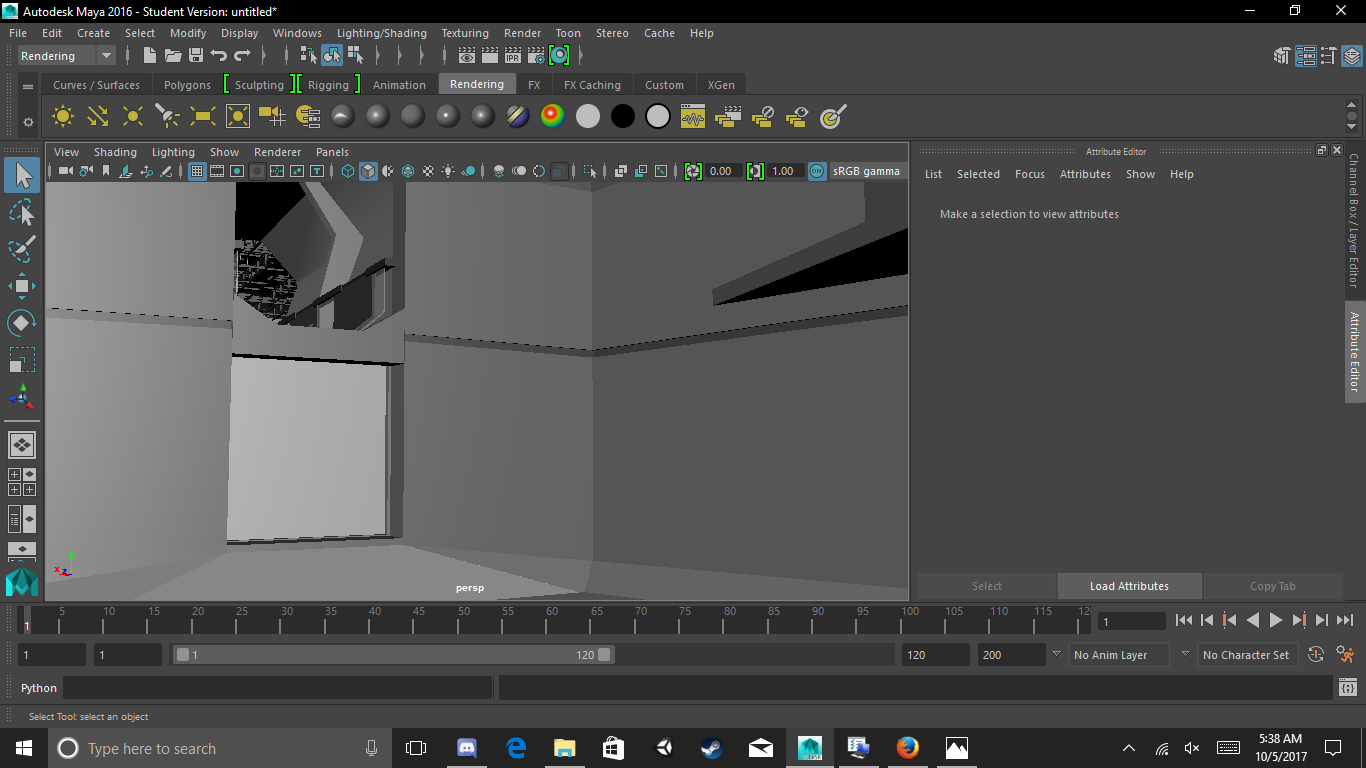 Autodesk Maya 2016 - Student Version: untitled*
File Edit Create Select Modify Display Windows Lighting/Shading Texturing Render Toon Stereo Cache Help
Rendering
IPR
Curves / Surfaces Polygons Sculpting Rigging Animation Rendering FX FX Caching Custom XGen
View Shading Lighting Show Renderer Panels
0.00 1.00 ON sRGB gamma
persp
y
x z
Attribute Editor
List Selected Focus Attributes Show Help
Make a selection to view attributes
Select Load Attributes Copy Tab
Channel Box / Layer Editor
Attribute Editor
5 10 15 20 25 30 35 40 45 50 55 60 65 70 75 80 85 90 95 100 105 110 115 12
1
1
1 1 1 120 120 200 No Anim Layer No Character Set
Python
Select Tool: select an object
Type here to search
5:38 AM
10/5/2017